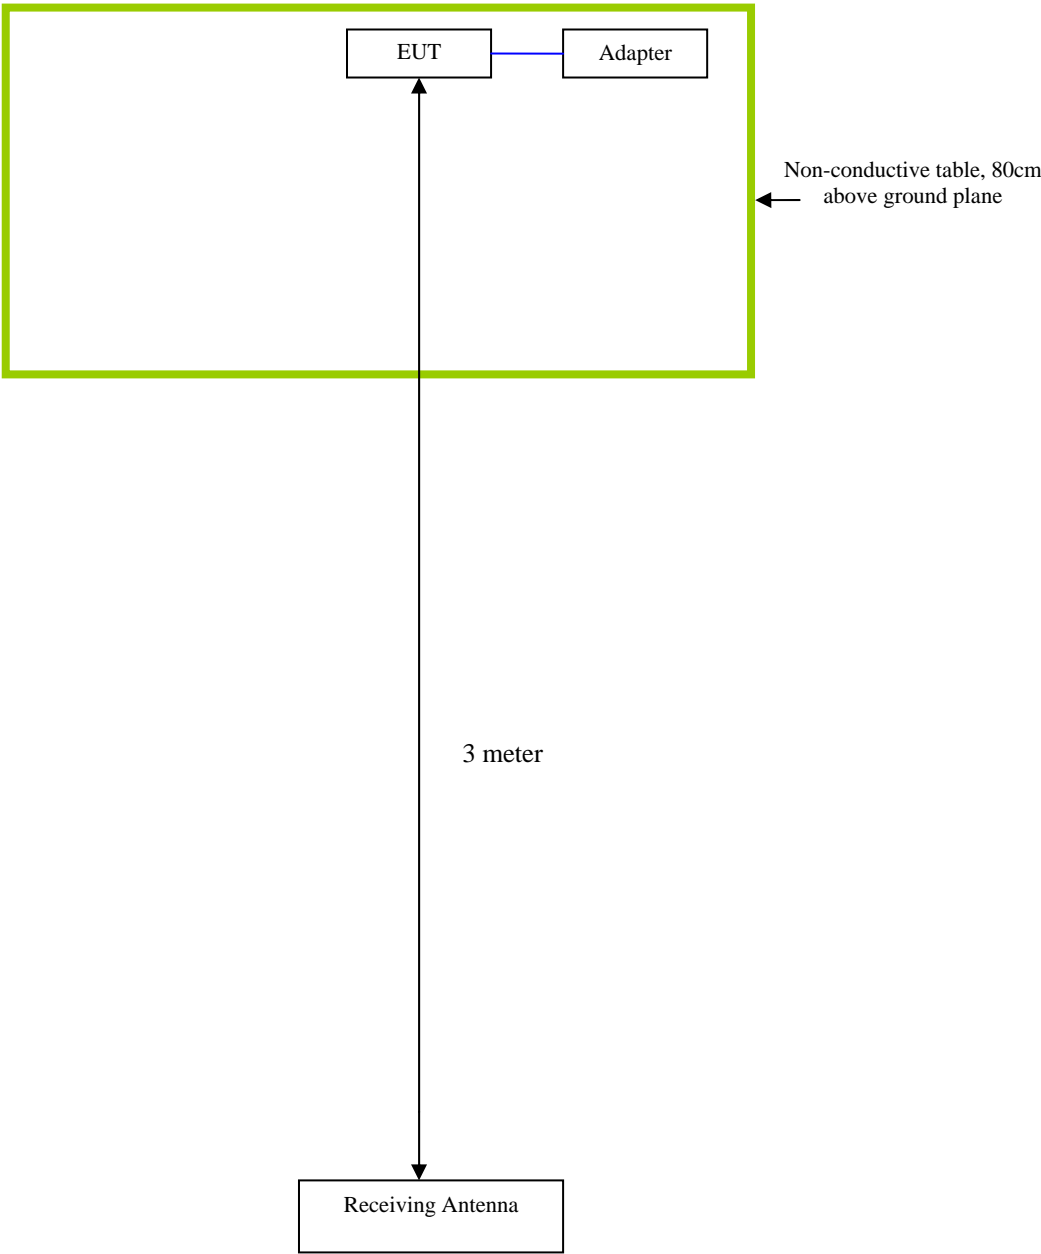 EUT
Adapter
Non-conductive table, 80cm
above ground plane
3 meter
Receiving Antenna